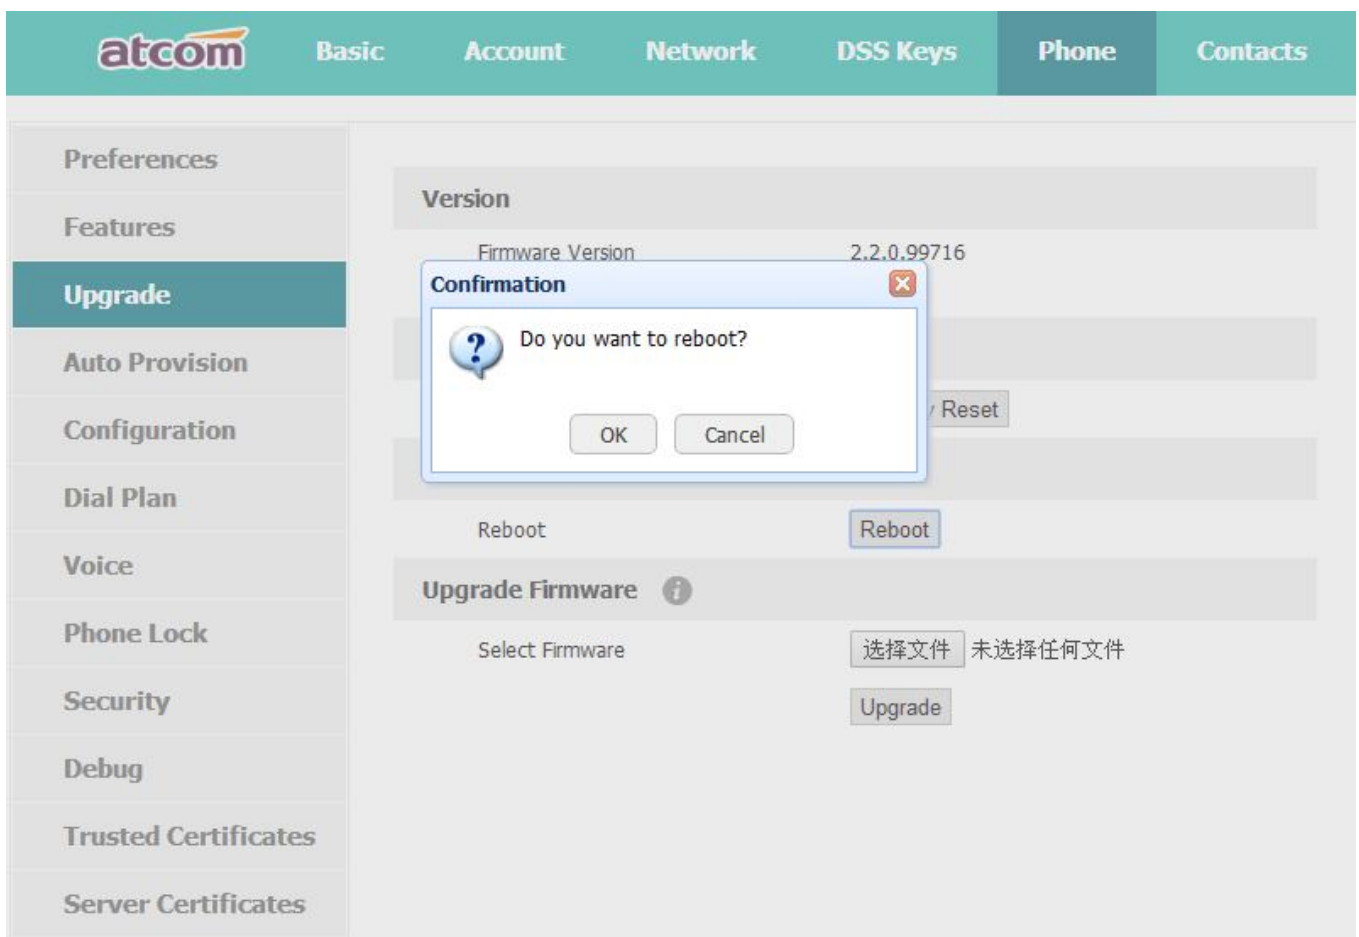 atcom Basic Account Network DSS Keys Phone Contacts
Preferences
Features
Upgrade
Auto Provision
Configuration
Dial Plan
Voice
Phone Lock
Security
Debug
Trusted Certificates
Server Certificates
Version
Firmware Version 2.2.0.99716
Confirmation
Do you want to reboot?
OK Cancel
Reset
Reboot Reboot
Upgrade Firmware
Select Firmware 选择文件 未选择任何文件
Upgrade